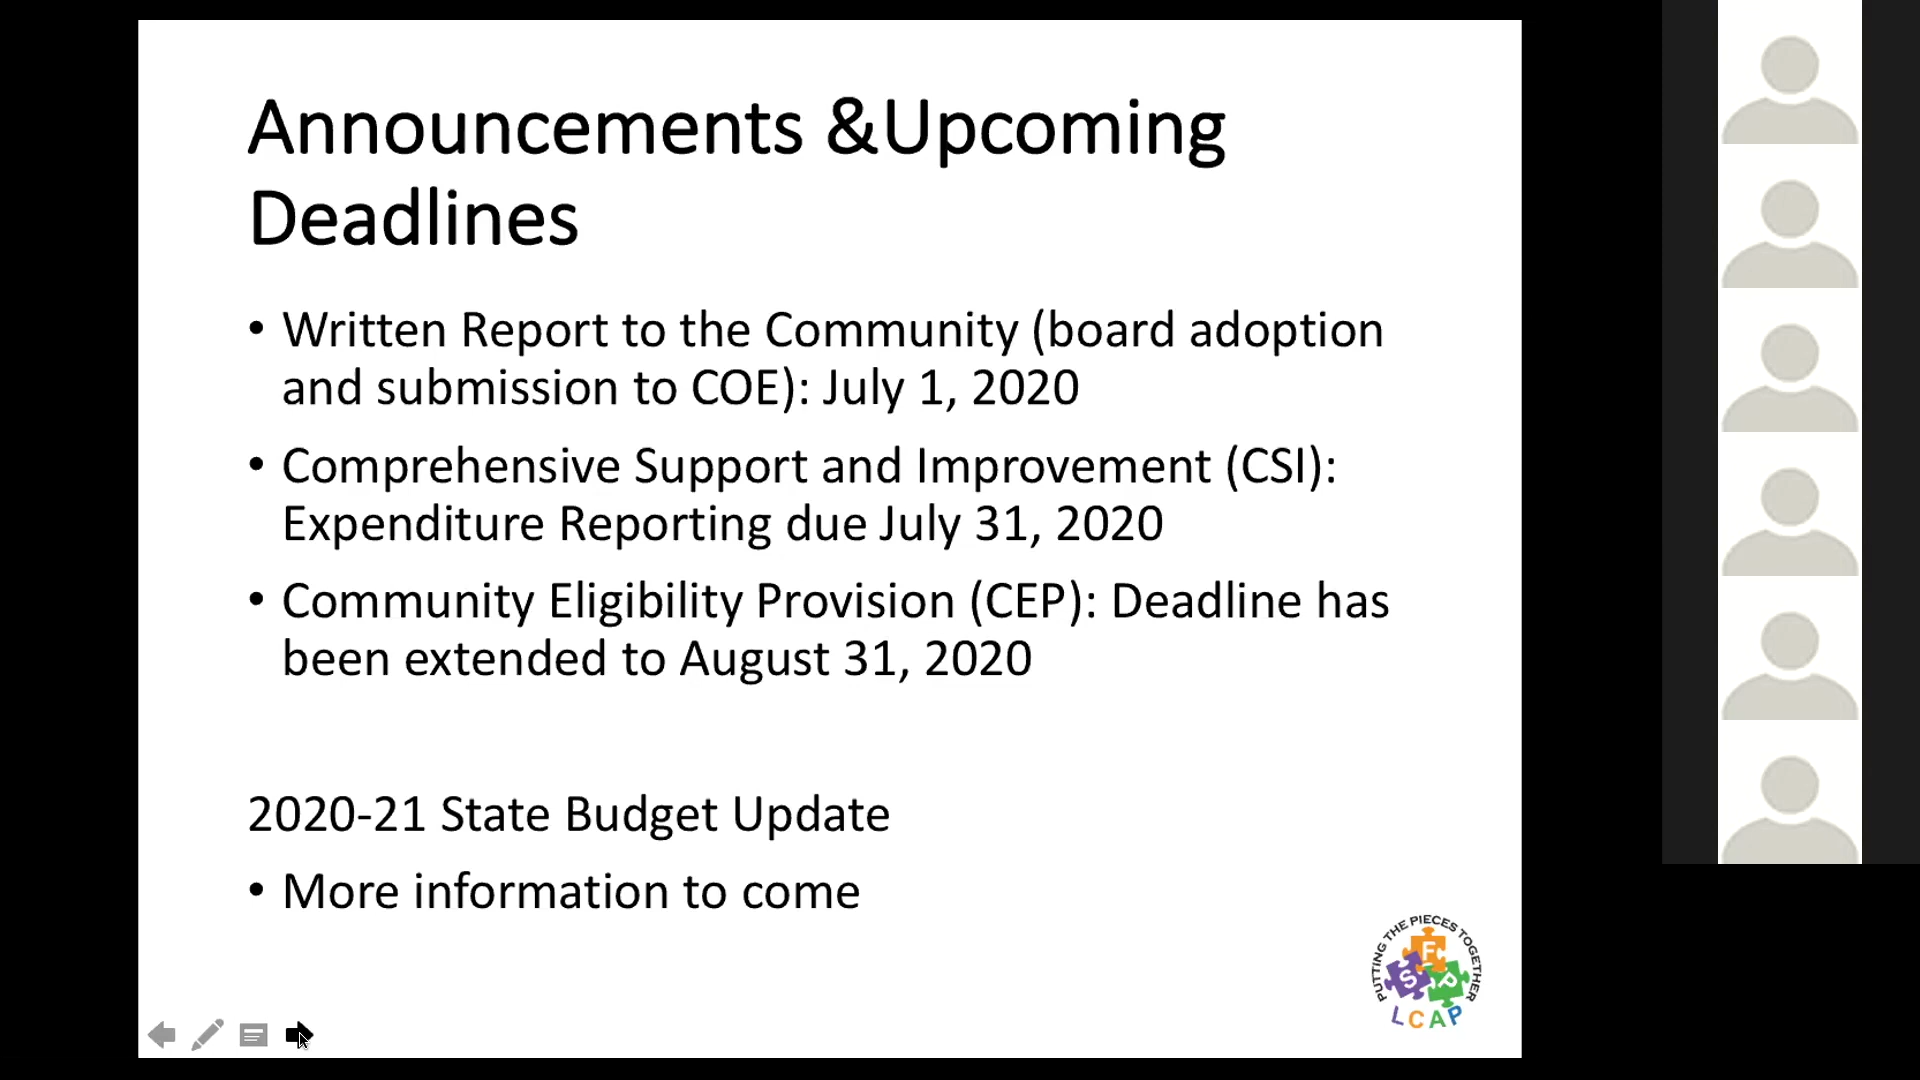 Announcements &Upcoming
Deadlines
• Written Report to the Community (board adoption
and submission to COE): July 1, 2020
• Comprehensive Support and Improvement (CSI):
Expenditure Reporting due July 31, 2020
• Community Eligibility Provision (CEP): Deadline has
been extended to August 31, 2020
2020-21 State Budget Update
• More information to come
PUTTING THE PIECES TOGETHER
F
S P
LCAP